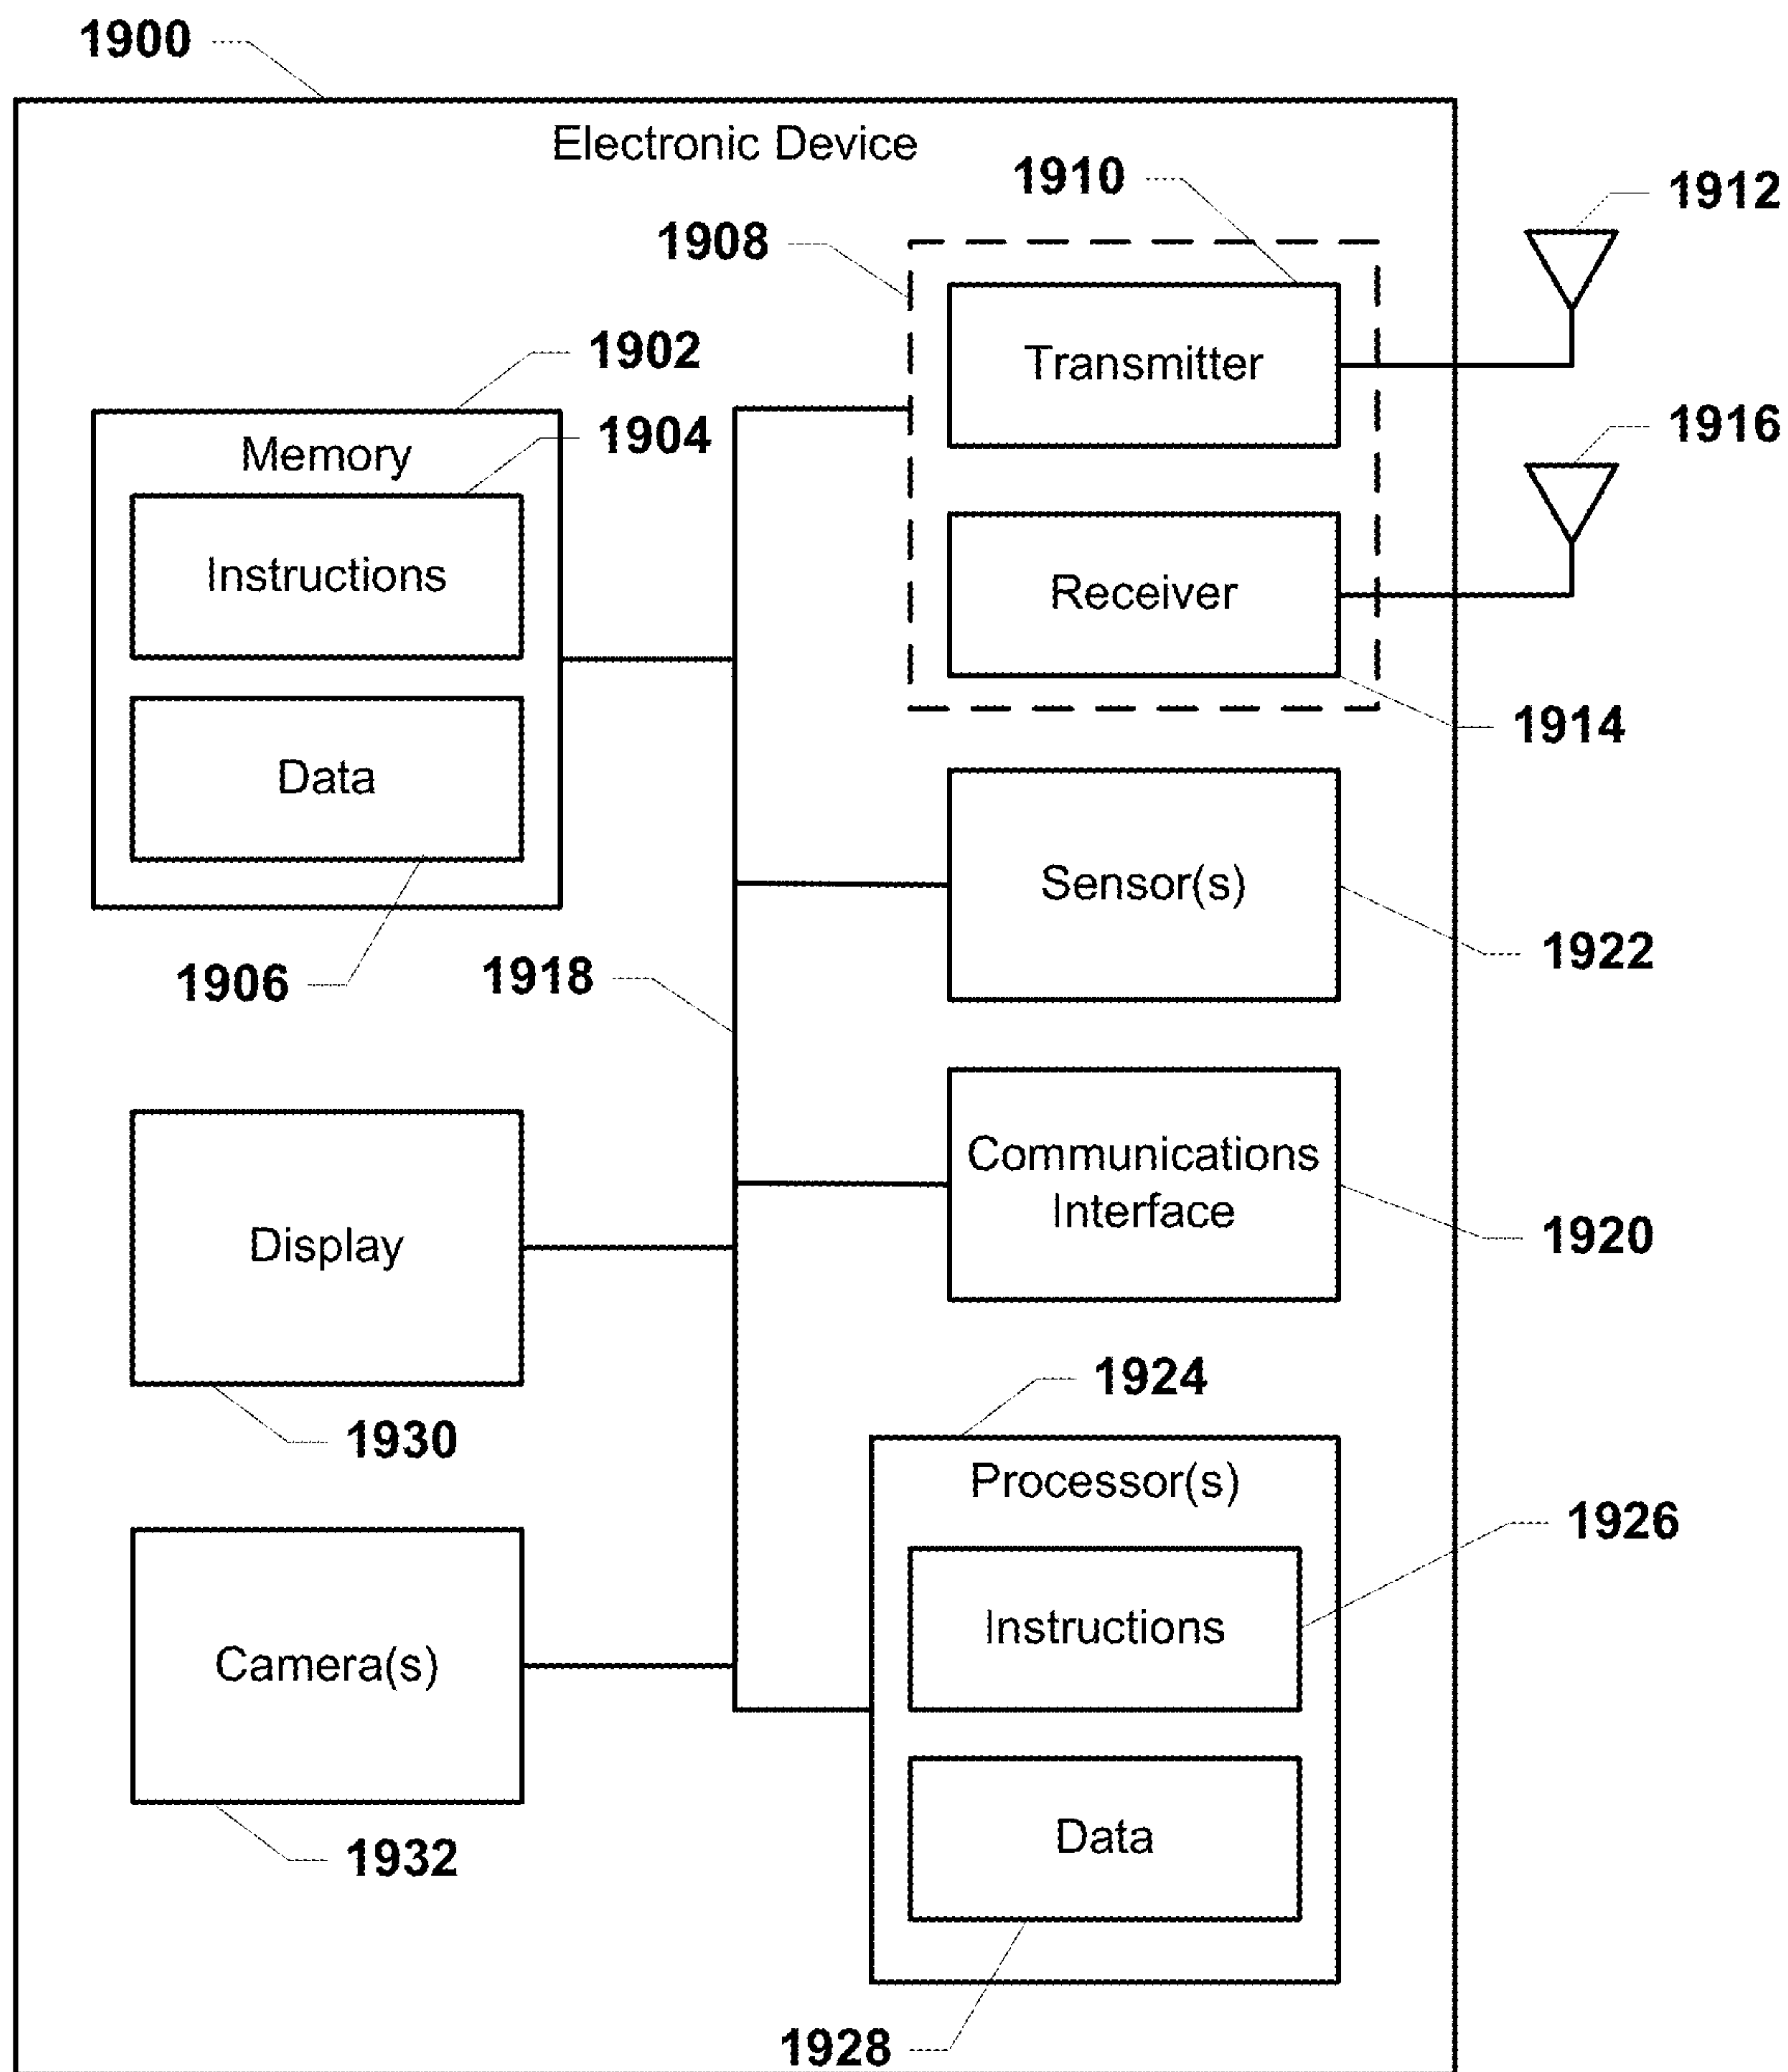 1900
Electronic Device
1910
1912
1908
Transmitter
1902
1916
Memory
1904
Instructions
Receiver
1914
Data
Sensor(s)
1922
1906
1918
Communications
Interface
1920
Display
1924
1930
Processor(s)
1926
Instructions
Camera(s)
Data
1932
1928